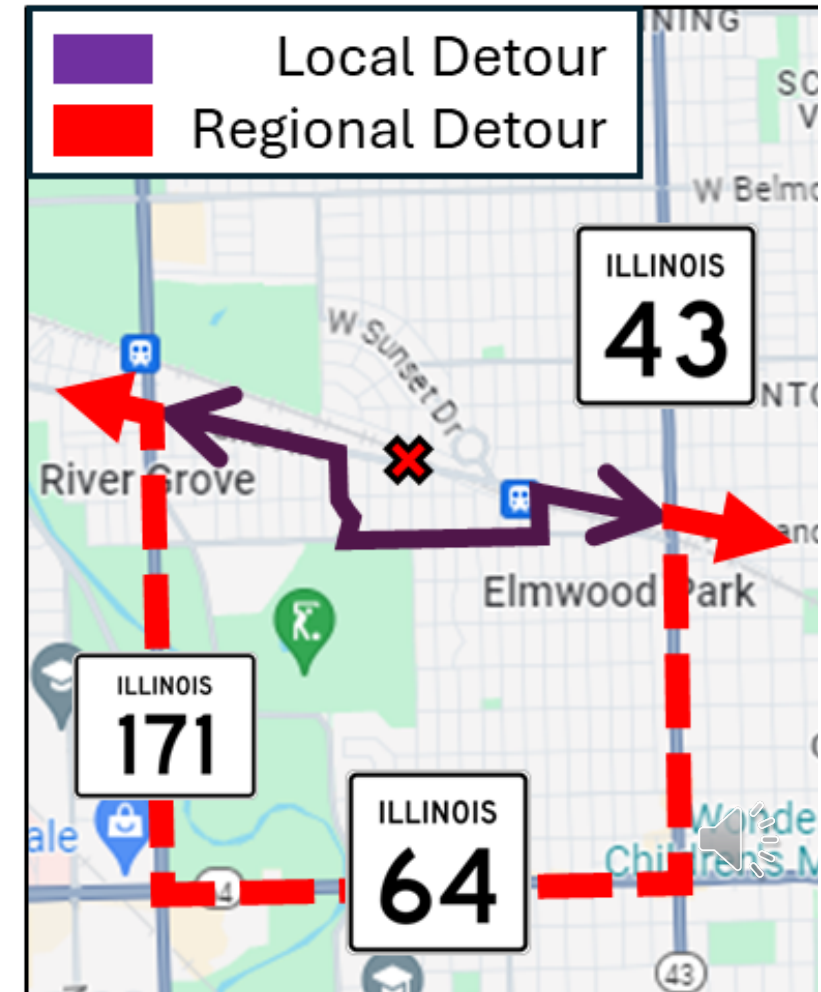 Local Detour
Regional Detour
W Belmo
ILLINOIS
43
W Sunset Dr
River Grove
Elmwood Park
ILLINOIS
171
ILLINOIS
64
43